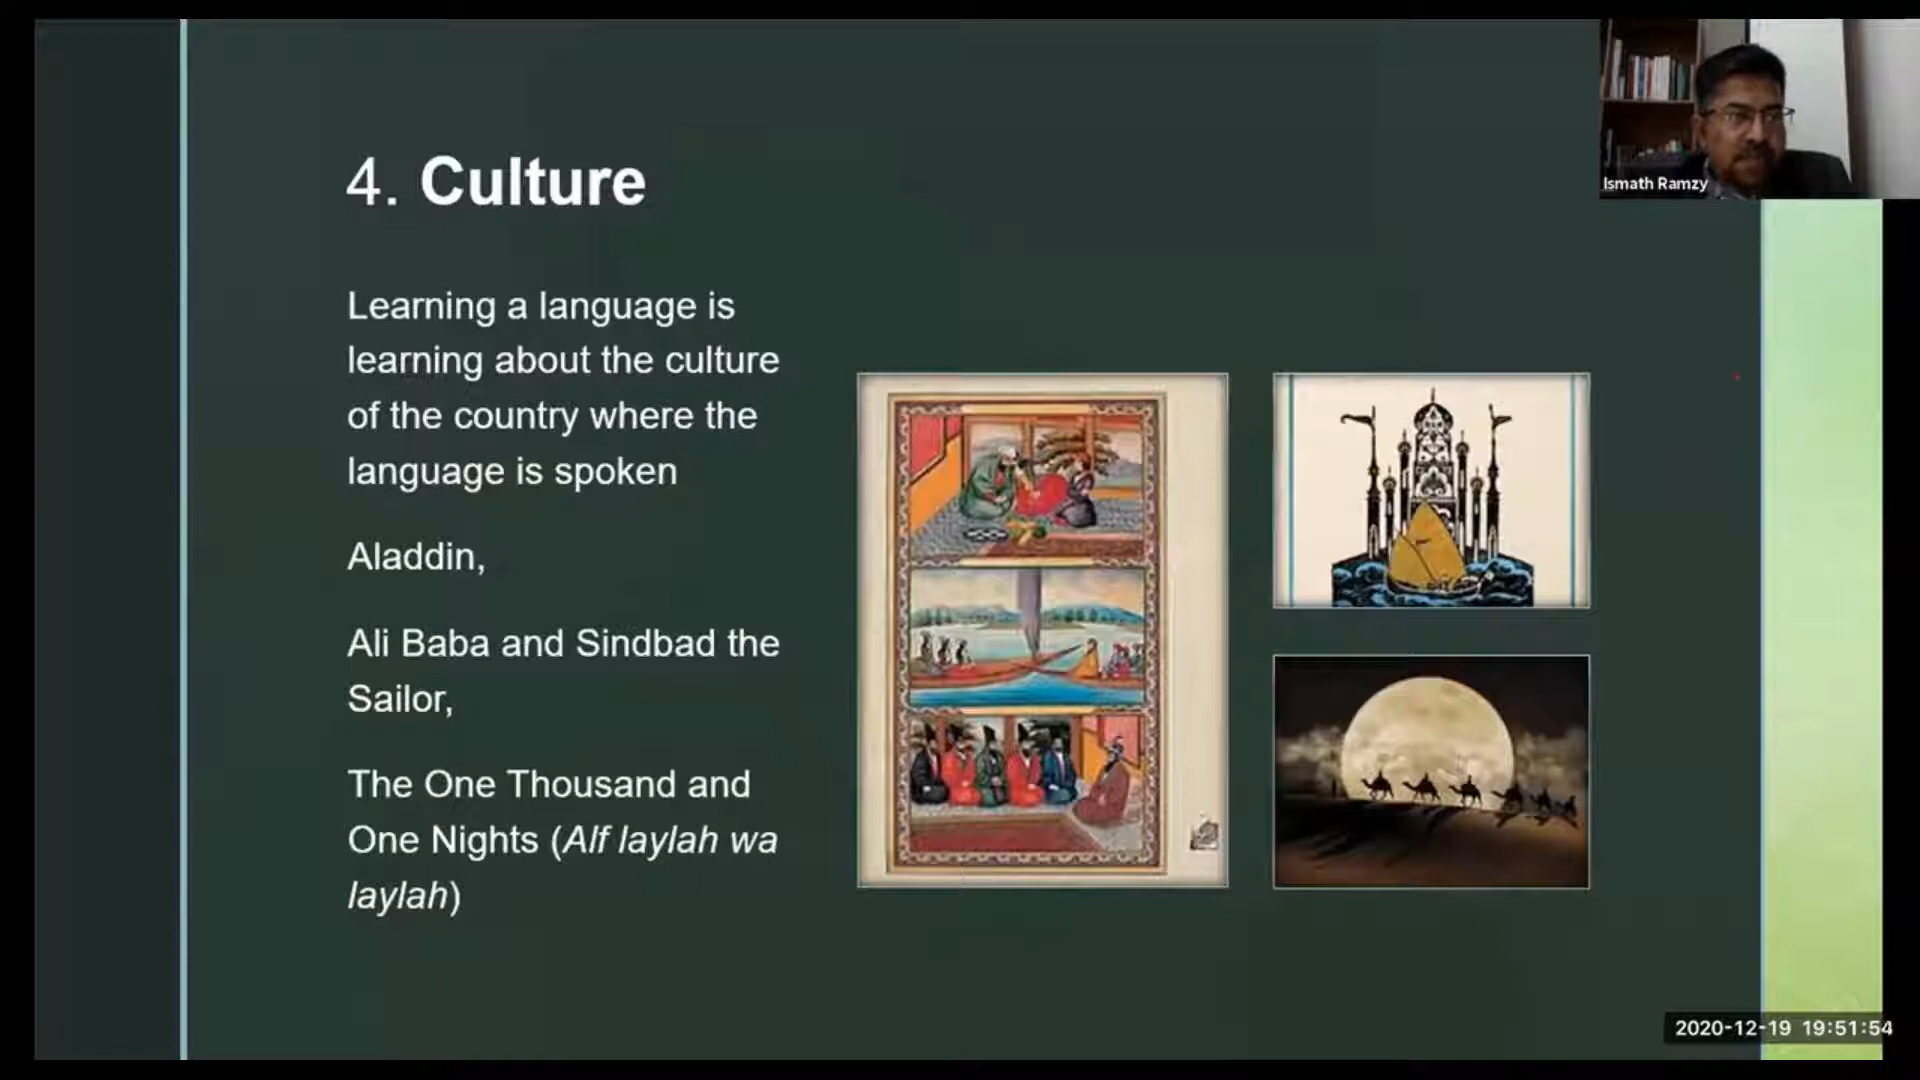 4. Culture
Learning a language is
learning about the culture
of the country where the
language is spoken
Aladdin,
Ali Baba and Sindbad the
Sailor,
The One Thousand and
One Nights (Alf laylah wa
laylah)
Ismath Ramzy
2020-12-19 19:51:54